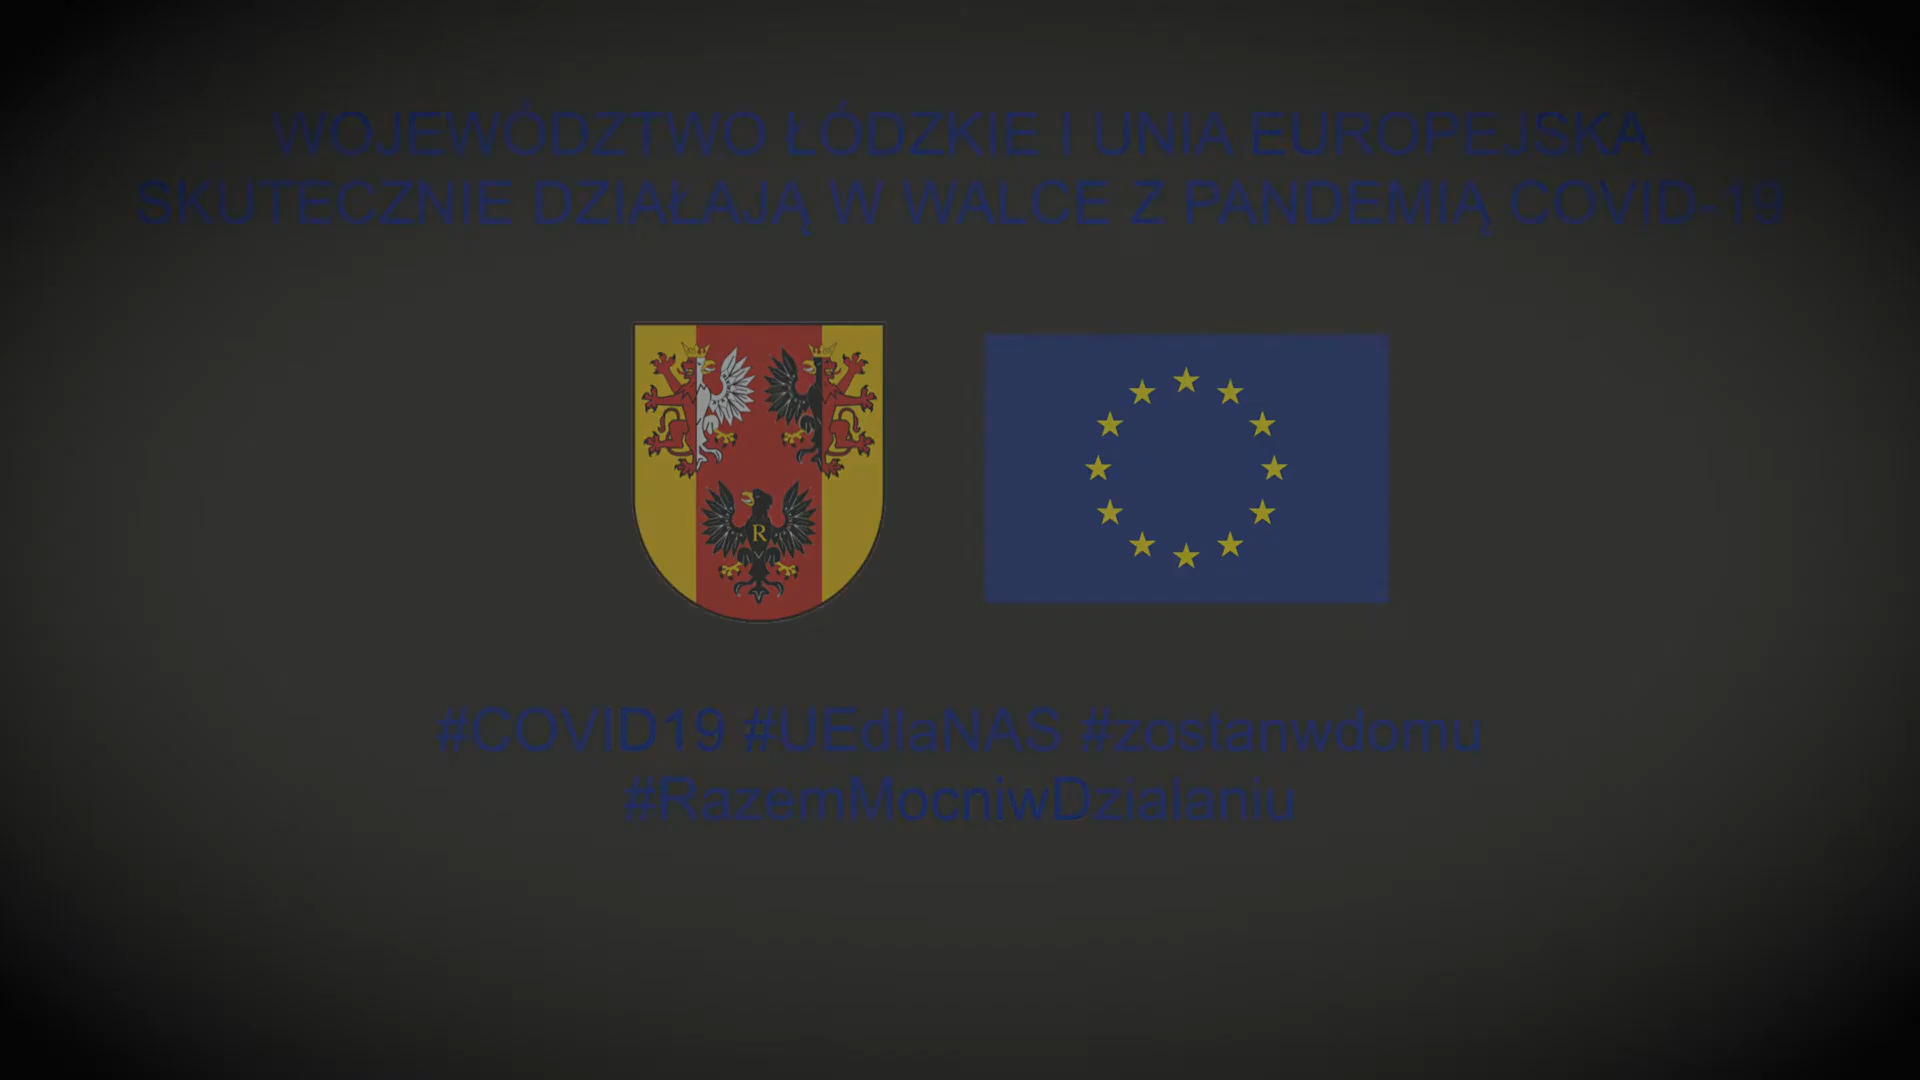 WOJEWÓDZTWO ŁÓDZKIE I UNIA EUROPEJSKA
SKUTECZNIE DZIAŁAJĄ W WALCE Z PANDEMIĄ COVID-19
R
#COVID19 #UEdlaNAS #zostanwdomu
#RazemMocniwDzialaniu